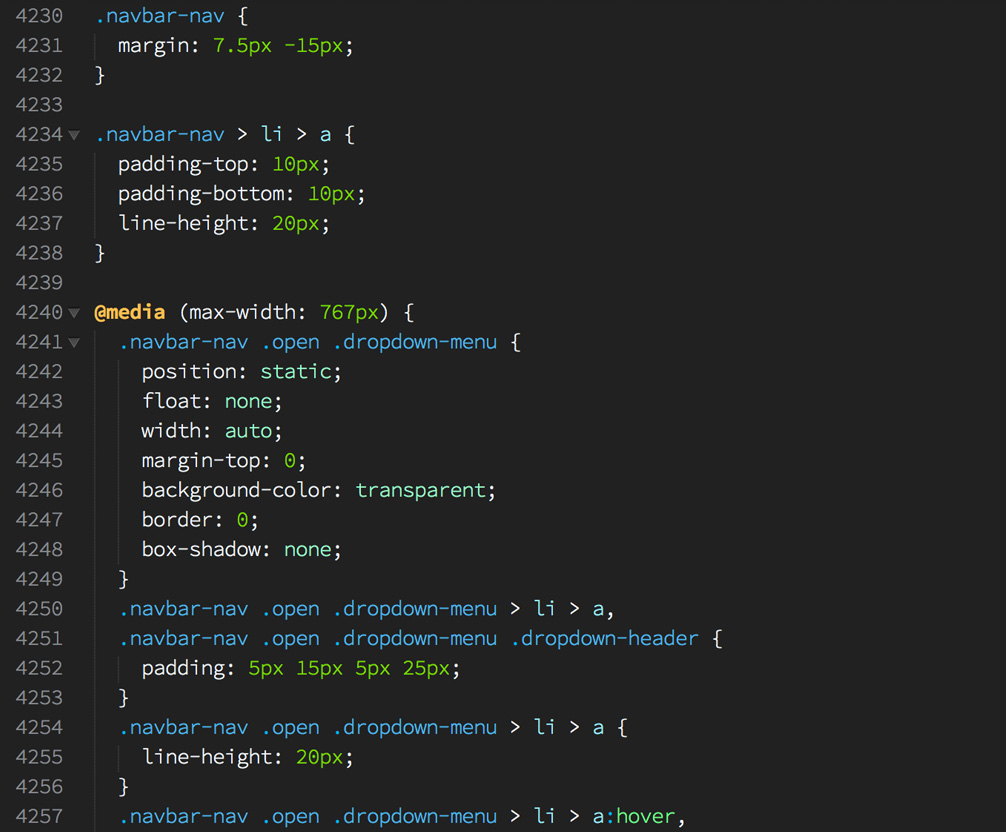 4230 .navbar-nav {
4231 margin: 7.5px -15px;
4232 }
4233
4234 .navbar-nav > li > a {
4235 padding-top: 10px;
4236 padding-bottom: 10px;
4237 line-height: 20px;
4238 }
4239
4240 @media (max-width: 767px) {
4241 .navbar-nav .open .dropdown-menu {
4242 position: static;
4243 float: none;
4244 width: auto;
4245 margin-top: 0;
4246 background-color: transparent;
4247 border: 0;
4248 box-shadow: none;
4249 }
4250 .navbar-nav .open .dropdown-menu > li > a,
4251 .navbar-nav .open .dropdown-menu .dropdown-header {
4252 padding: 5px 15px 5px 25px;
4253 }
4254 .navbar-nav .open .dropdown-menu > li > a {
4255 line-height: 20px;
4256 }
4257 .navbar-nav .open .dropdown-menu > li > a:hover,